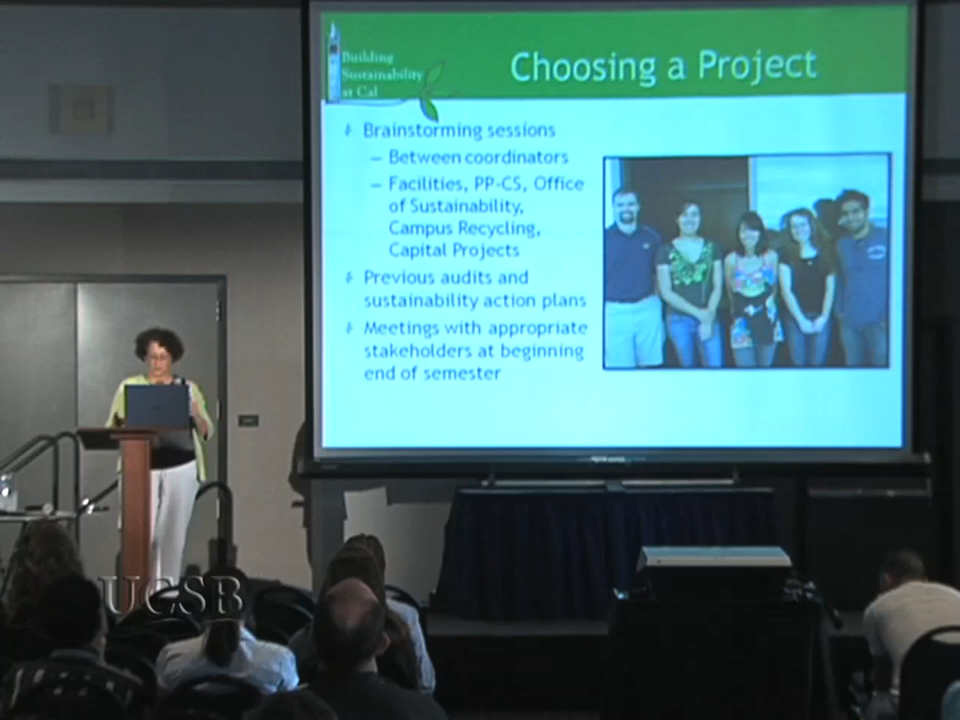 Building
Sustainability
at Cal
Choosing a Project
Brainstorming sessions
– Between coordinators
– Facilities, PP-CS, Office
of Sustainability,
Campus Recycling,
Capital Projects
Previous audits and
sustainability action plans
Meetings with appropriate
stakeholders at beginning
end of semester
UCSB